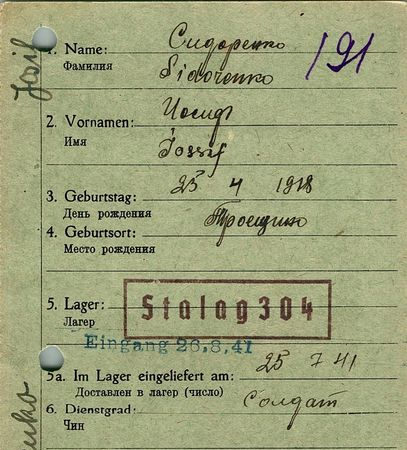 1. Name: Сидоренко
Фамилия Sidorenko
191
2. Vornamen: Иосиф
Имя Iossif
3. Geburtstag: 25 4 1918
День рождения
4. Geburtsort: Троещино
Место рождения
5. Lager: Stalag 304
Лагер
Eingang 26.8.41
5a. Im Lager eingeliefert am: 25 7 41
Доставлен в лагер (число)
6. Dienstgrad: Солдат
Чин